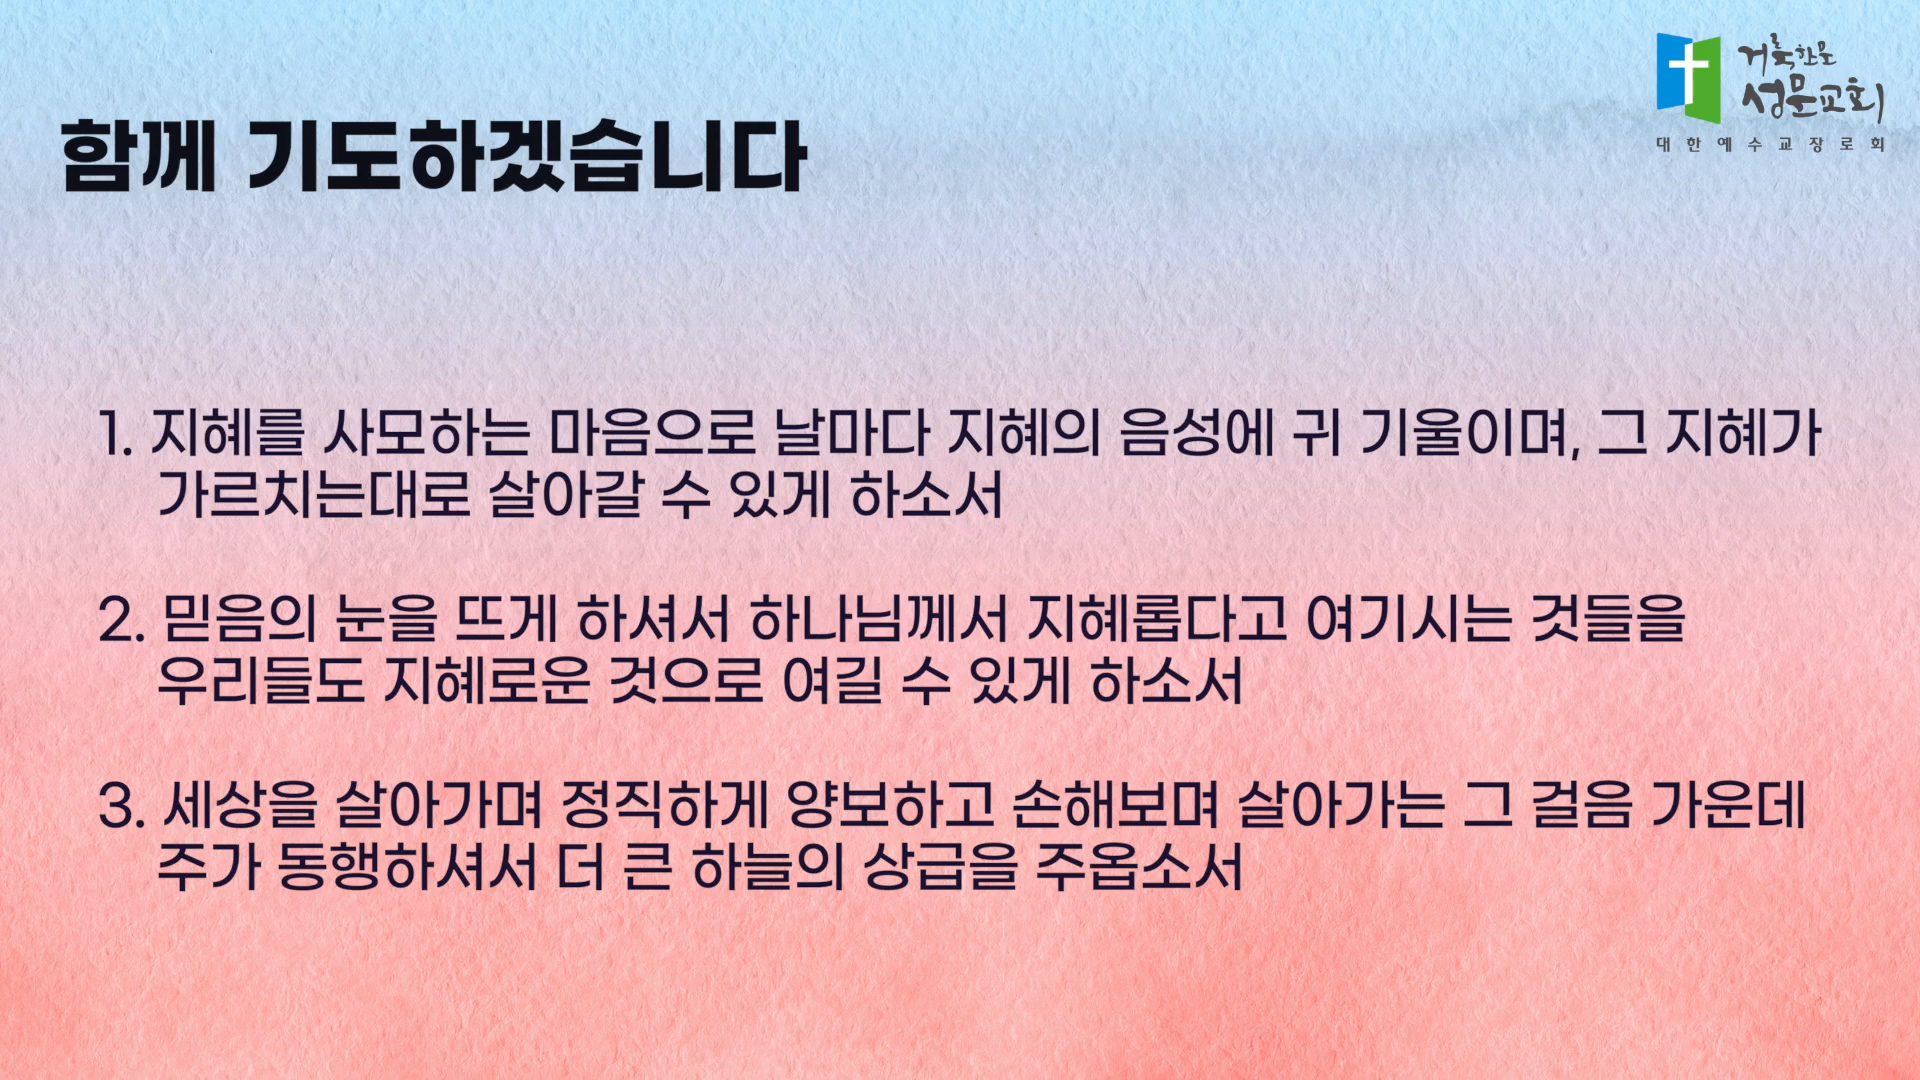 거룩한문
성문교회
대한예수교장로회
함께 기도하겠습니다
1. 지혜를 사모하는 마음으로 날마다 지혜의 음성에 귀 기울이며, 그 지혜가
가르치는대로 살아갈 수 있게 하소서
2. 믿음의 눈을 뜨게 하셔서 하나님께서 지혜롭다고 여기시는 것들을
우리들도 지혜로운 것으로 여길 수 있게 하소서
3. 세상을 살아가며 정직하게 양보하고 손해보며 살아가는 그 걸음 가운데
주가 동행하셔서 더 큰 하늘의 상급을 주옵소서